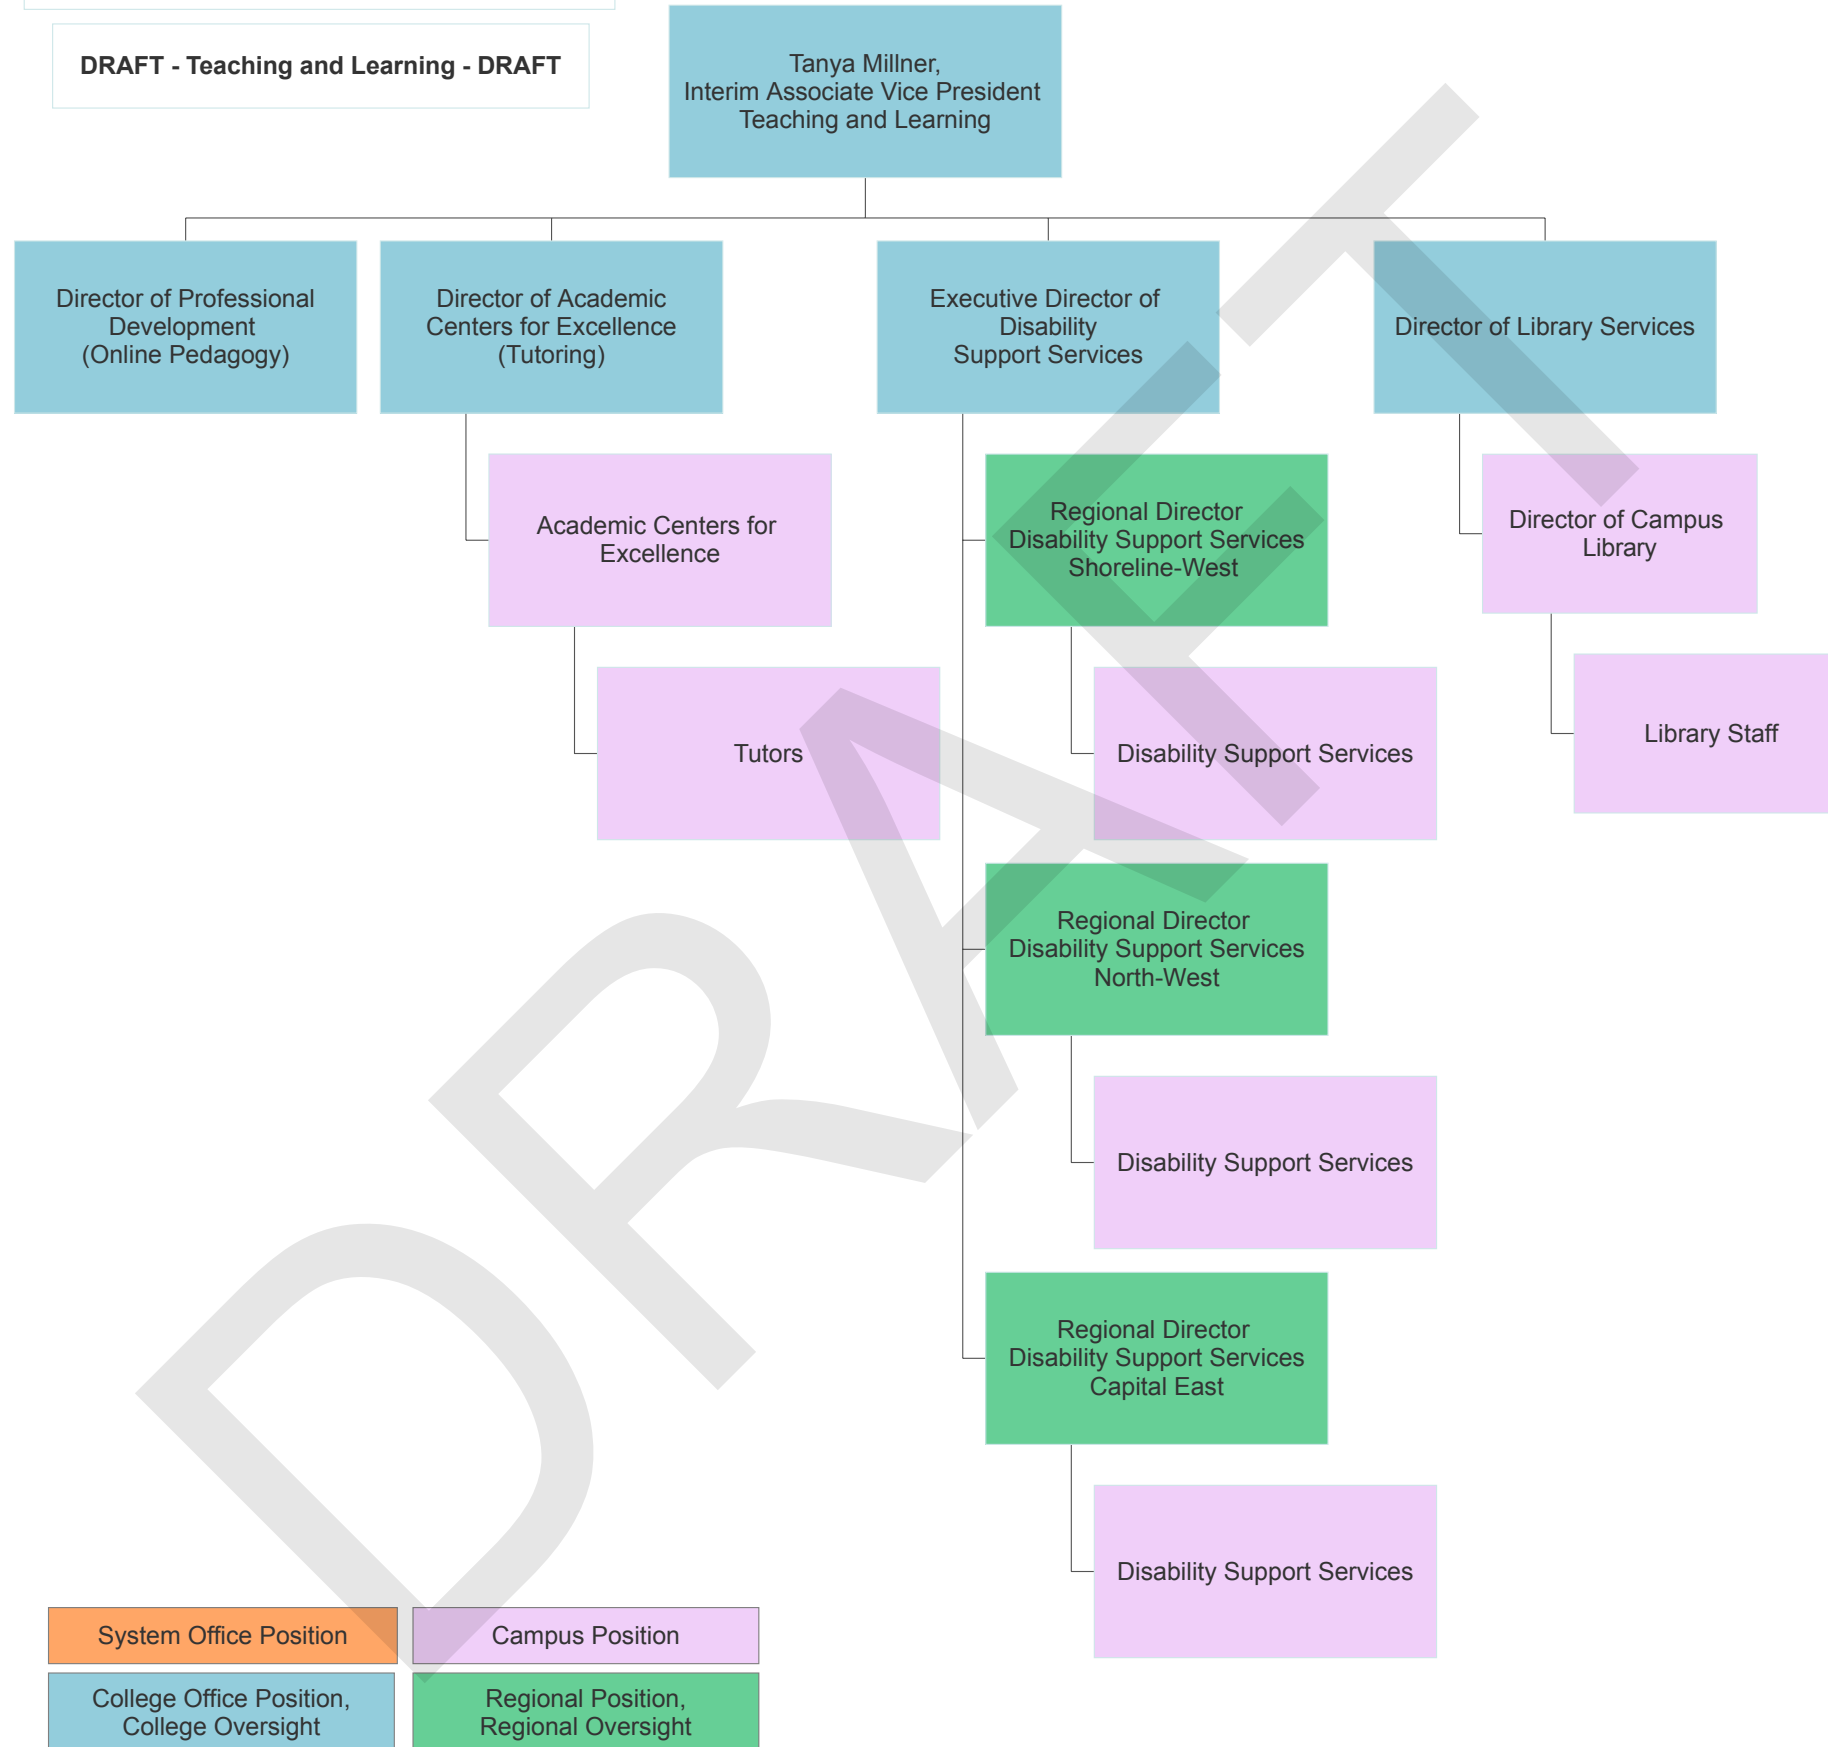 DRAFT - Teaching and Learning - DRAFT
Tanya Millner,
Interim Associate Vice President
Teaching and Learning
Director of Professional
Development
(Online Pedagogy)
Director of Academic
Centers for Excellence
(Tutoring)
Executive Director of
Disability
Support Services
Director of Library Services
Academic Centers for
Excellence
Regional Director
Disability Support Services
Shoreline-West
Director of Campus
Library
Tutors
Disability Support Services
Library Staff
Regional Director
Disability Support Services
North-West
Disability Support Services
Regional Director
Disability Support Services
Capital East
Disability Support Services
System Office Position
Campus Position
College Office Position,
College Oversight
Regional Position,
Regional Oversight
DRAFT